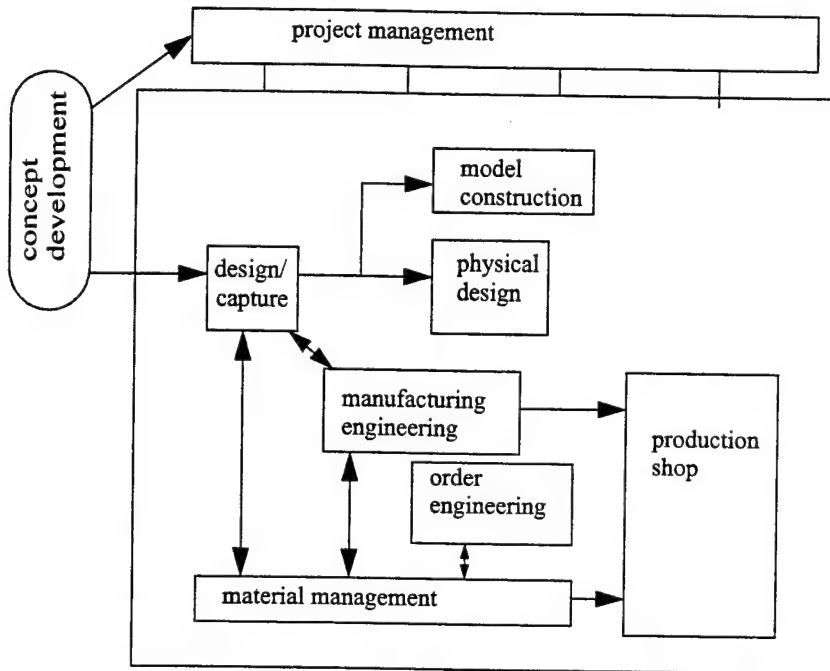 project management
concept
development
model
construction
design/
capture
physical
design
manufacturing
engineering
production
shop
order
engineering
material management